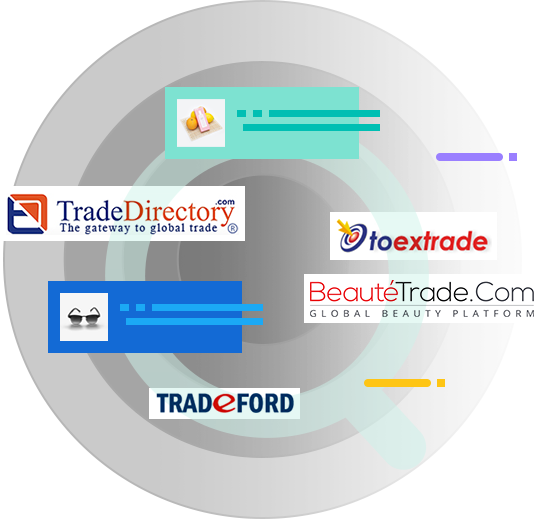 TradeDirectory.com
The gateway to global trade ®
toextrade
BeautéTrade.Com
GLOBAL BEAUTY PLATFORM
TRADeFORD